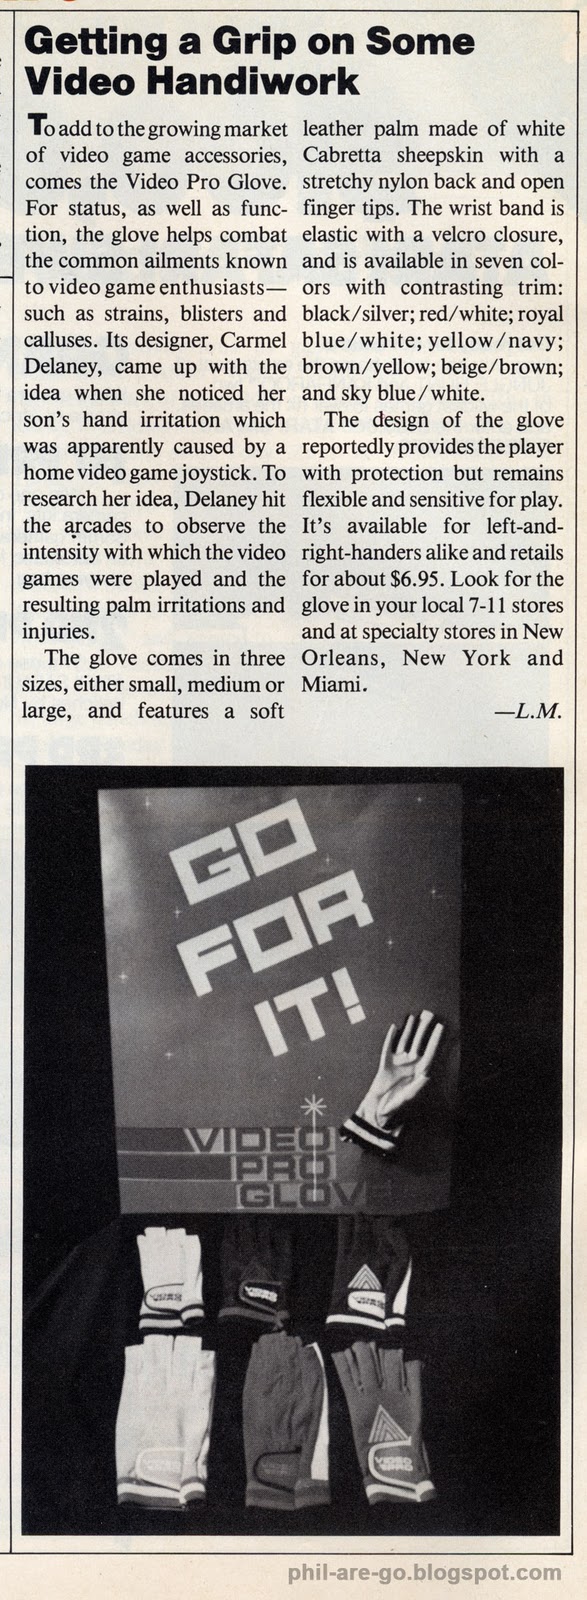 Getting a Grip on Some
Video Handiwork
To add to the growing market
of video game accessories,
comes the Video Pro Glove.
For status, as well as func-
tion, the glove helps combat
the common ailments known
to video game enthusiasts—
such as strains, blisters and
calluses. Its designer, Carmel
Delaney, came up with the
idea when she noticed her
son's hand irritation which
was apparently caused by a
home video game joystick. To
research her idea, Delaney hit
the arcades to observe the
intensity with which the video
games were played and the
resulting palm irritations and
injuries.
The glove comes in three
sizes, either small, medium or
large, and features a soft
leather palm made of white
Cabretta sheepskin with a
stretchy nylon back and open
finger tips. The wrist band is
elastic with a velcro closure,
and is available in seven col-
ors with contrasting trim:
black/silver; red/white; royal
blue/white; yellow/navy;
brown/yellow; beige/brown;
and sky blue/white.
The design of the glove
reportedly provides the player
with protection but remains
flexible and sensitive for play.
It's available for left-and-
right-handers alike and retails
for about $6.95. Look for the
glove in your local 7-11 stores
and at specialty stores in New
Orleans, New York and
Miami.
—L.M.
GO
FOR
IT!
VIDEO
PRO
GLOVE
VIDEO
PRO
phil-are-go.blogspot.com